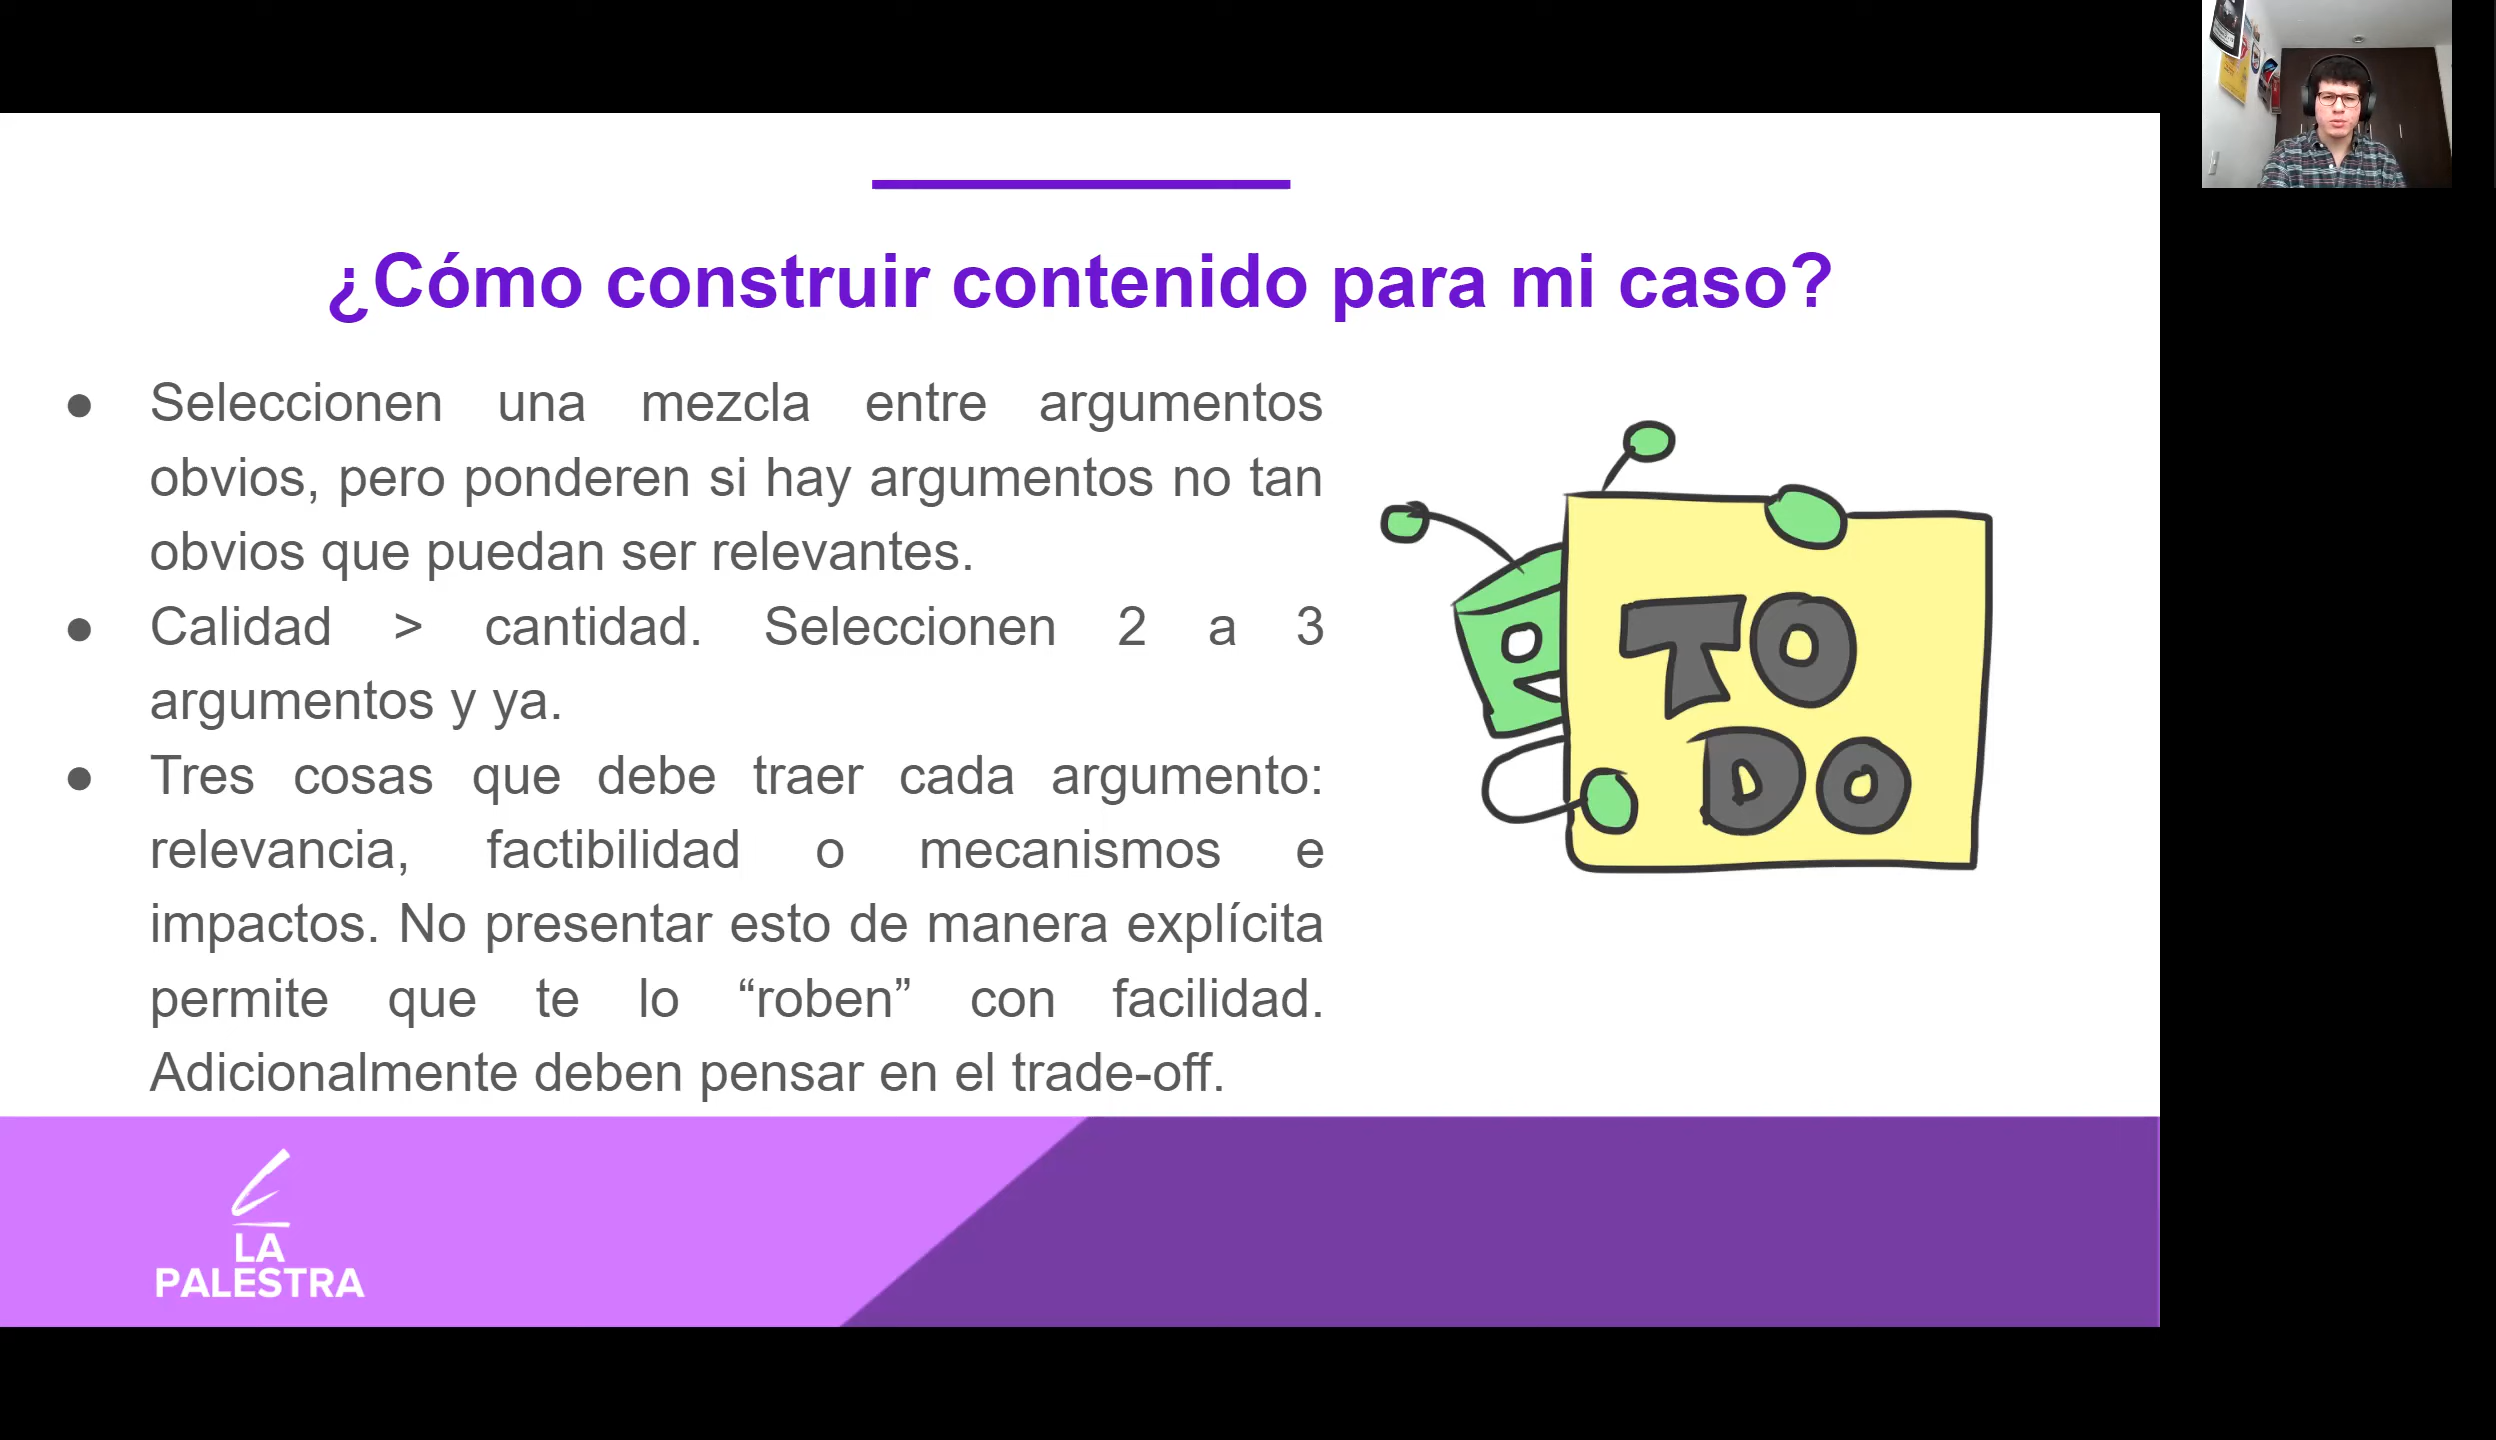 ¿Cómo construir contenido para mi caso?
● Seleccionen una mezcla entre argumentos
obvios, pero ponderen si hay argumentos no tan
obvios que puedan ser relevantes.
● Calidad > cantidad. Seleccionen 2 a 3
argumentos y ya.
● Tres cosas que debe traer cada argumento:
relevancia, factibilidad o mecanismos e
impactos. No presentar esto de manera explícita
permite que te lo “roben” con facilidad.
Adicionalmente deben pensar en el trade-off.
TO
DO
LA
PALESTRA